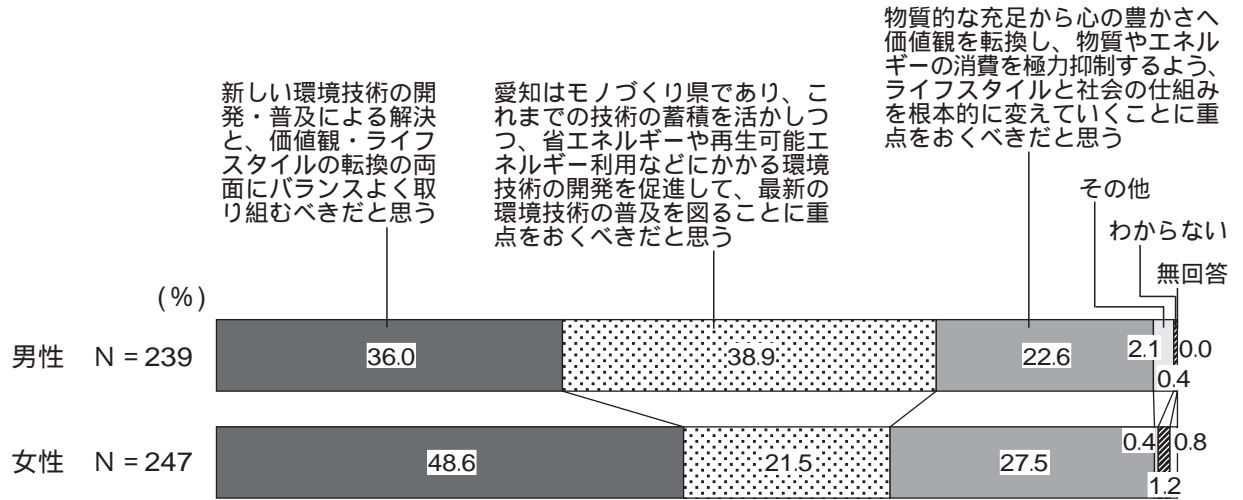 物質的な充足から心の豊かさへ
価値観を転換し、物質やエネル
ギーの消費を極力抑制するよう、
ライフスタイルと社会の仕組み
を根本的に変えていくことに重
点をおくべきだと思う
新しい環境技術の開
発・普及による解決
と、価値観・ライフ
スタイルの転換の両
面にバランスよく取
り組むべきだと思う
愛知はモノづくり県であり、こ
れまでの技術の蓄積を活かしつ
つ、省エネルギーや再生可能エ
ネルギー利用などにかかる環境
技術の開発を促進して、最新の
環境技術の普及を図ることに重
点をおくべきだと思う
その他
わからない
無回答
(%)
男性 N=239 36.0 38.9 22.6 2.1 0.4 0.0
女性 N=247 48.6 21.5 27.5 0.4 1.2 0.8